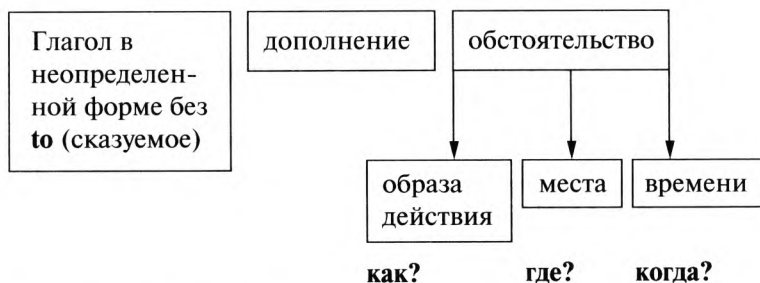 Глагол в
неопределен-
ной форме без
to (сказуемое)
дополнение
обстоятельство
образа
действия
места
времени
как?
где?
когда?